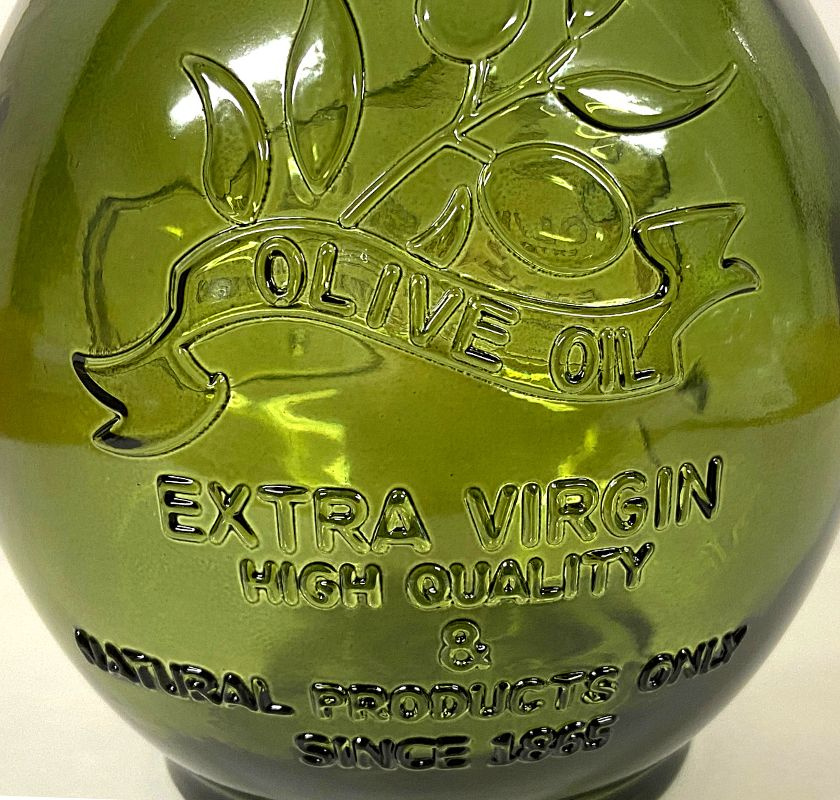 OLIVE OIL
EXTRA VIRGIN
HIGH QUALITY
&
NATURAL PRODUCTS ONLY
SINCE 1865